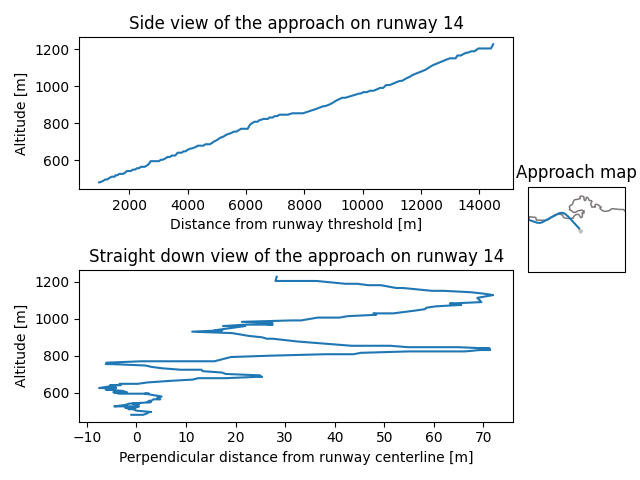 Side view of the approach on runway 14
1200
1000
800
600
Altitude [m]
2000 4000 6000 8000 10000 12000 14000
Distance from runway threshold [m]
Approach map
Straight down view of the approach on runway 14
1200
1000
800
600
Altitude [m]
−10 0 10 20 30 40 50 60 70
Perpendicular distance from runway centerline [m]